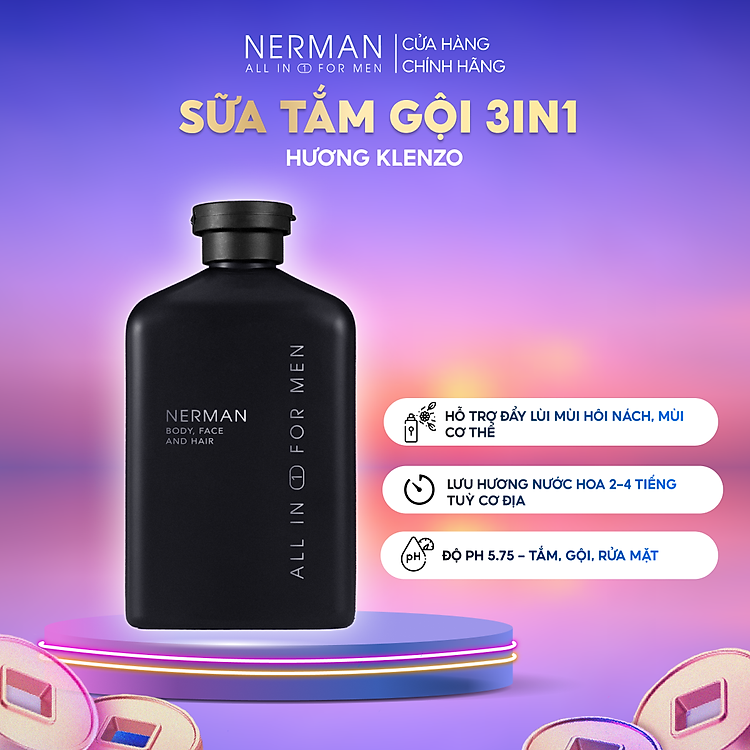 NERMAN
ALL IN 1 FOR MEN
CỬA HÀNG
CHÍNH HÃNG
SỮA TẮM GỘI 3IN1
HƯƠNG KLENZO
NERMAN
BODY, FACE
AND HAIR
ALL IN 1 FOR MEN
HỖ TRỢ ĐẨY LÙI MÙI HÔI NÁCH, MÙI
CƠ THỂ
LƯU HƯƠNG NƯỚC HOA 2-4 TIẾNG
TUỲ CƠ ĐỊA
pH
ĐỘ PH 5.75 – TẮM, GỘI, RỬA MẶT